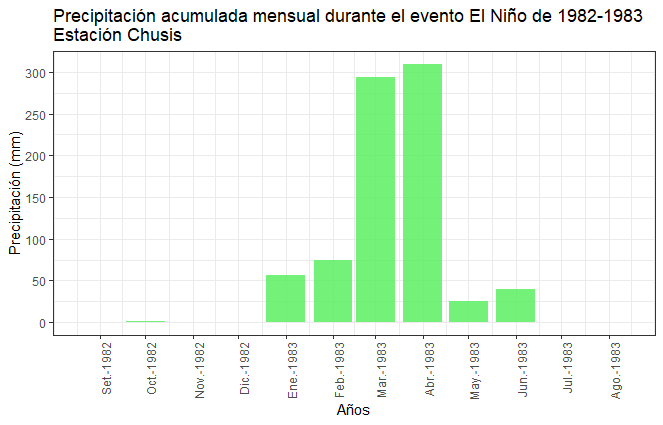 Precipitación acumulada mensual durante el evento El Niño de 1982-1983
Estación Chusis
Precipitación (mm)
300
250
200
150
100
50
0
Set.-1982
Oct.-1982
Nov.-1982
Dic.-1982
Ene.-1983
Feb.-1983
Mar.-1983
Abr.-1983
May.-1983
Jun.-1983
Jul.-1983
Ago.-1983
Años